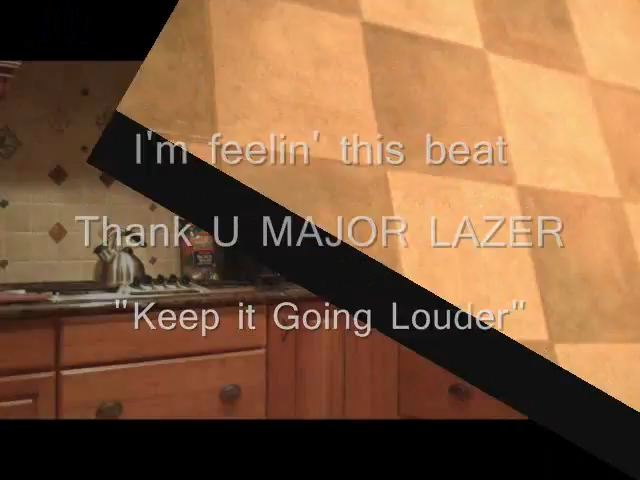 I'm feelin' this beat
Thank U MAJOR LAZER
"Keep it Going Louder"